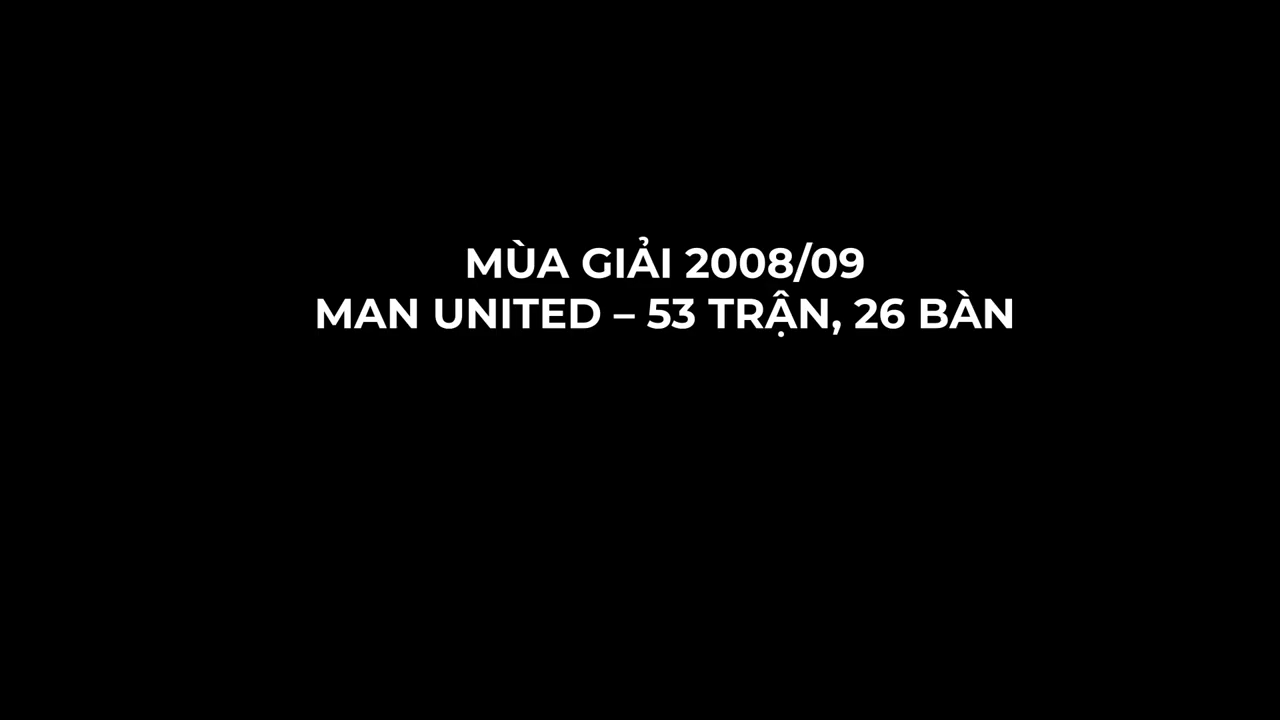 MÙA GIẢI 2008/09
MAN UNITED – 53 TRẬN, 26 BÀN